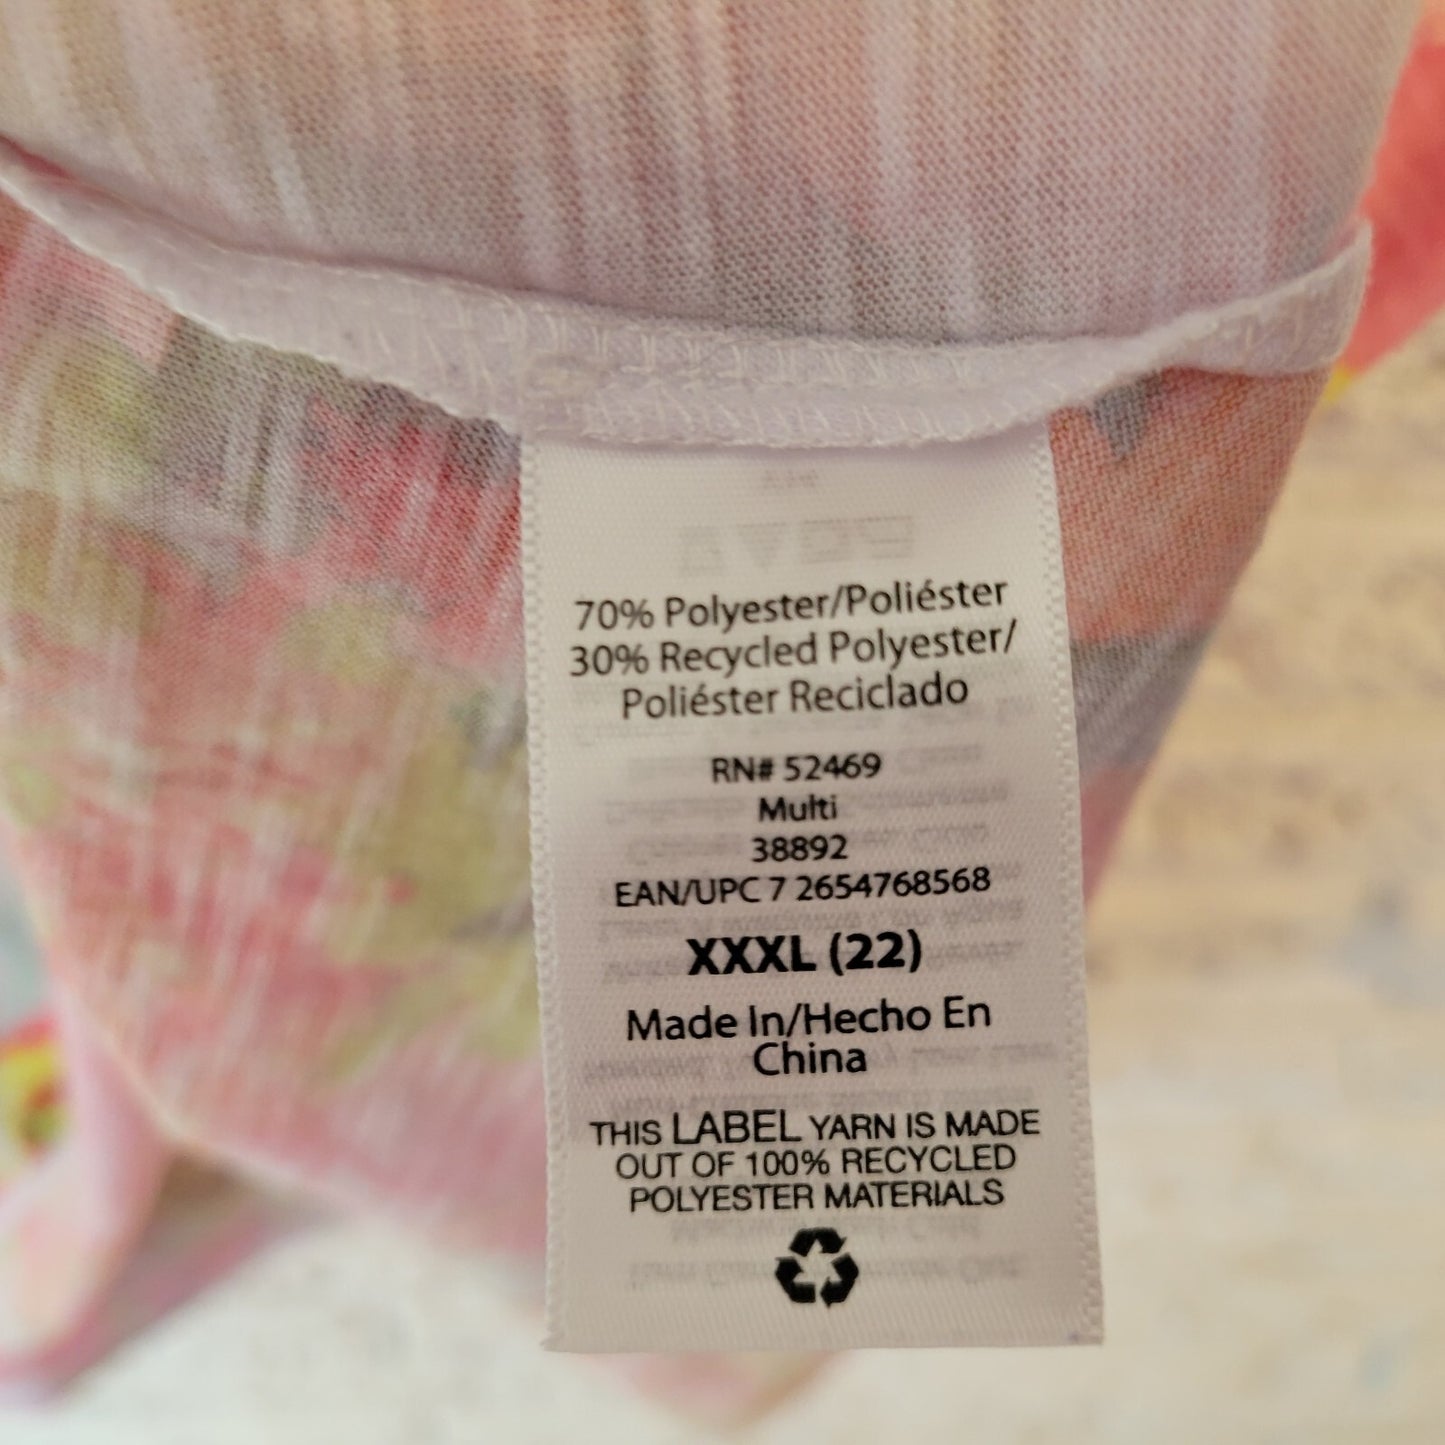 70% Polyester/Poliéster
30% Recycled Polyester/
Poliéster Reciclado
RN# 52469
Multi
38892
EAN/UPC 7 2654768568
XXXL (22)
Made In/Hecho En
China
THIS LABEL YARN IS MADE
OUT OF 100% RECYCLED
POLYESTER MATERIALS